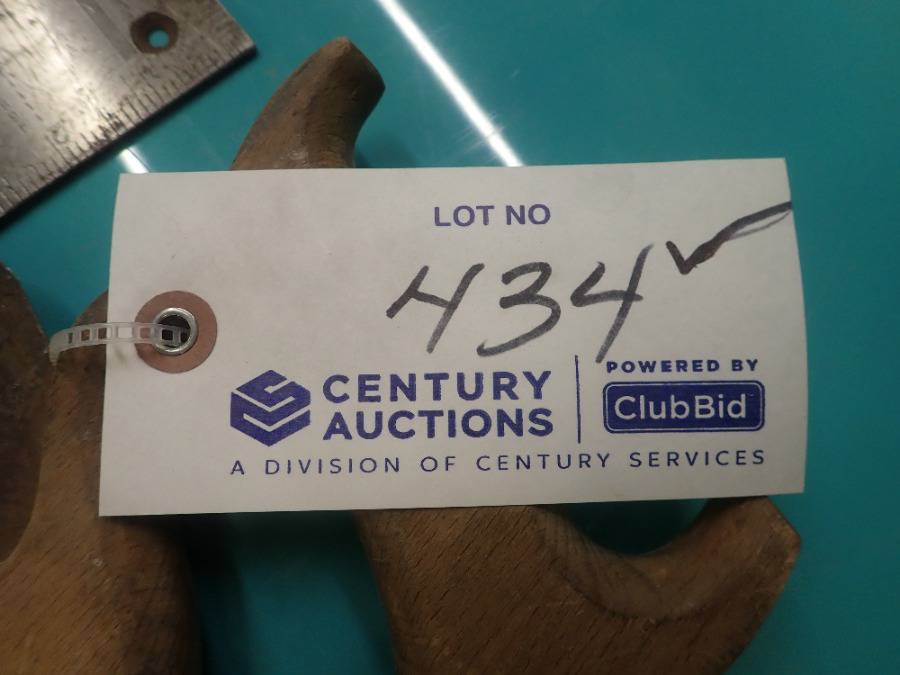 LOT NO
434✓
CENTURY
AUCTIONS
POWERED BY
ClubBid
A DIVISION OF CENTURY SERVICES